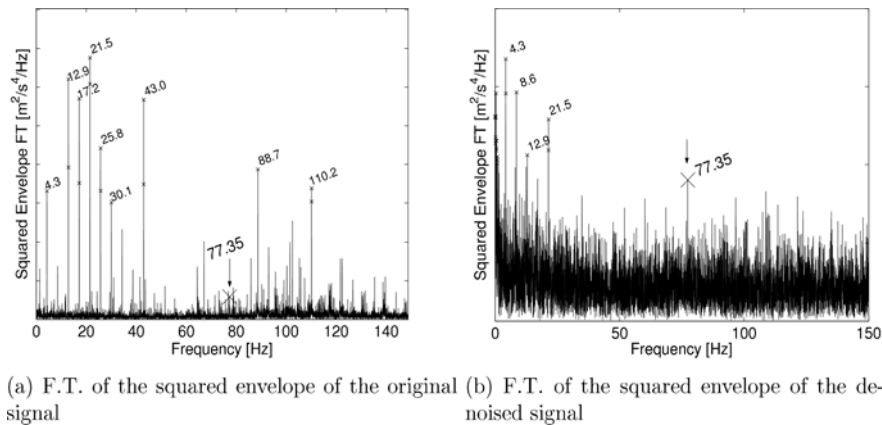 Squared Envelope FT [m²/s⁴/Hz]
4.3
12.9
17.2
21.5
25.8
30.1
43.0
77.35
88.7
110.2
0 20 40 60 80 100 120 140
Frequency [Hz]
Squared Envelope FT [m²/s⁴/Hz]
4.3
8.6
12.9
21.5
77.35
0 50 100 150
Frequency [Hz]
(a) F.T. of the squared envelope of the original
signal
(b) F.T. of the squared envelope of the de-
noised signal